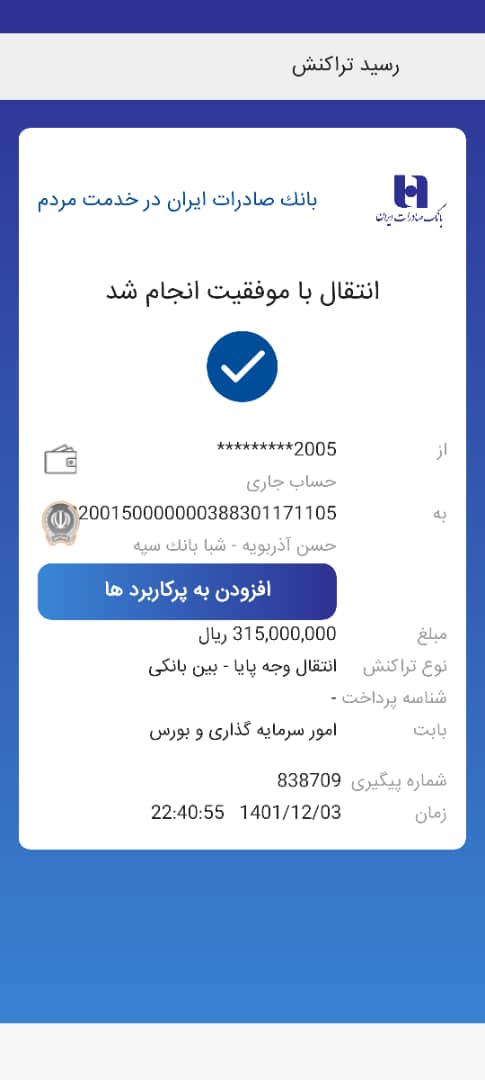 رسید تراکنش
بانك صادرات ایران در خدمت مردم
بانک صادرات ایران
انتقال با موفقیت انجام شد
از 2005*********
حساب جاری
به 2001500000000388301171105
حسن آذربویه - شبا بانك سپه
افزودن به پرکاربرد ها
مبلغ 315,000,000 ریال
نوع تراکنش انتقال وجه پایا - بین بانکی
شناسه پرداخت -
بابت امور سرمایه گذاری و بورس
شماره پیگیری 838709
زمان 1401/12/03 22:40:55